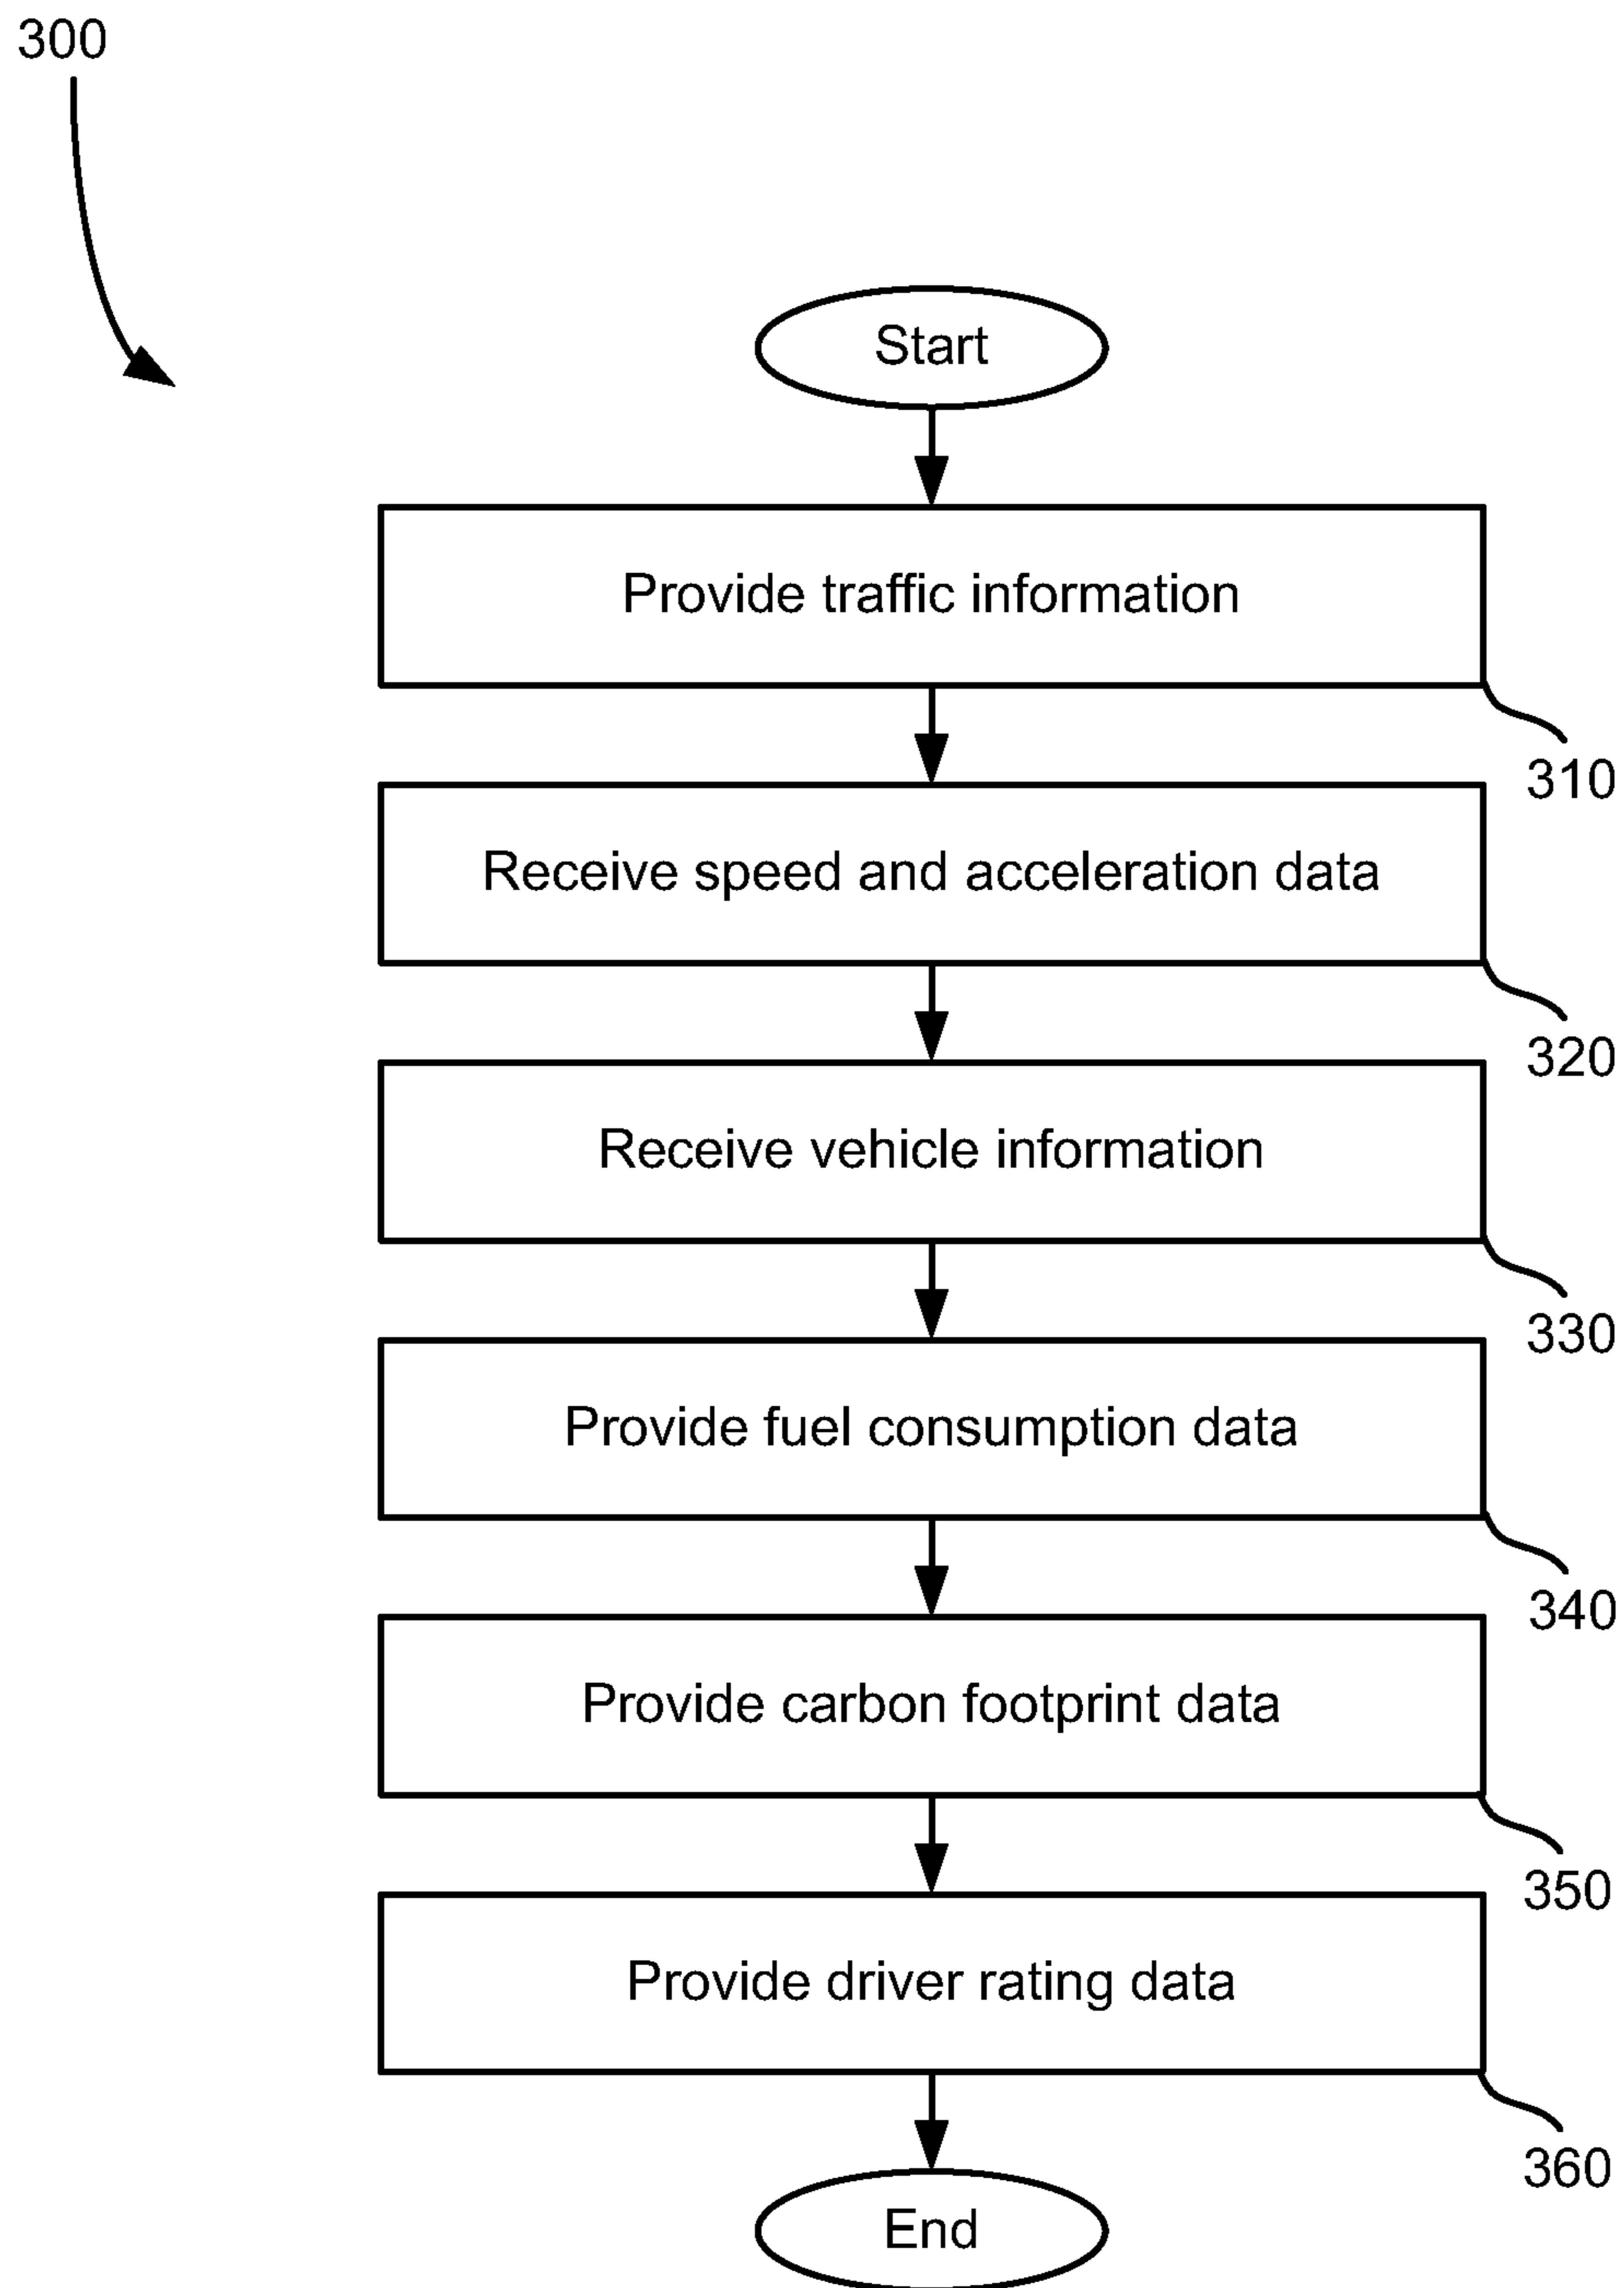 300
Start
Provide traffic information
310
Receive speed and acceleration data
320
Receive vehicle information
330
Provide fuel consumption data
340
Provide carbon footprint data
350
Provide driver rating data
360
End